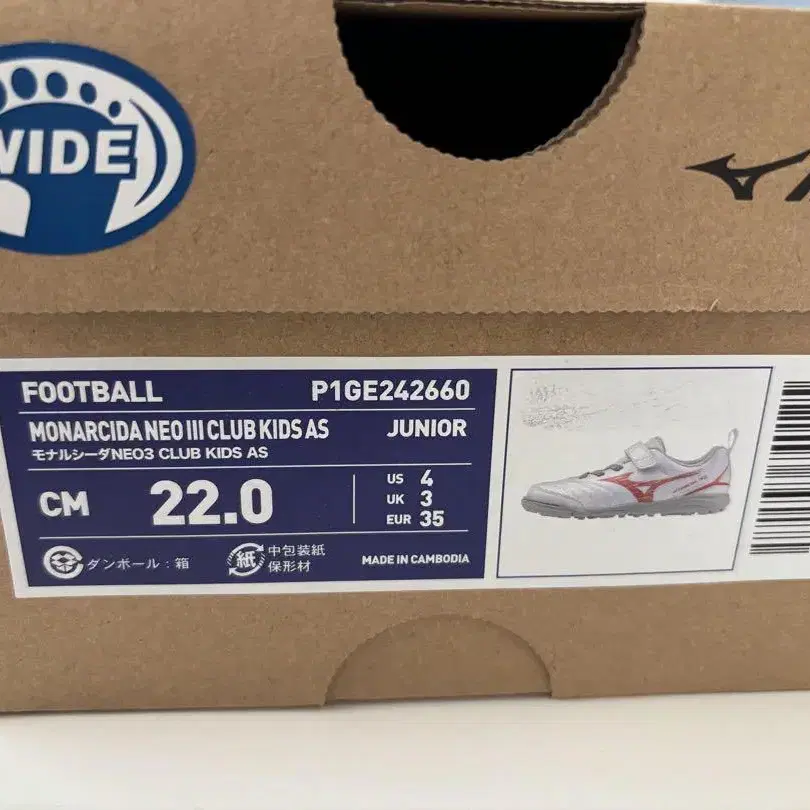 WIDE
FOOTBALL P1GE242660
MONARCIDA NEO III CLUB KIDS AS JUNIOR
モナルシーダNEO3 CLUB KIDS AS
CM 22.0
US 4
UK 3
EUR 35
ダンボール：箱
紙 中包装紙
保形材
MADE IN CAMBODIA